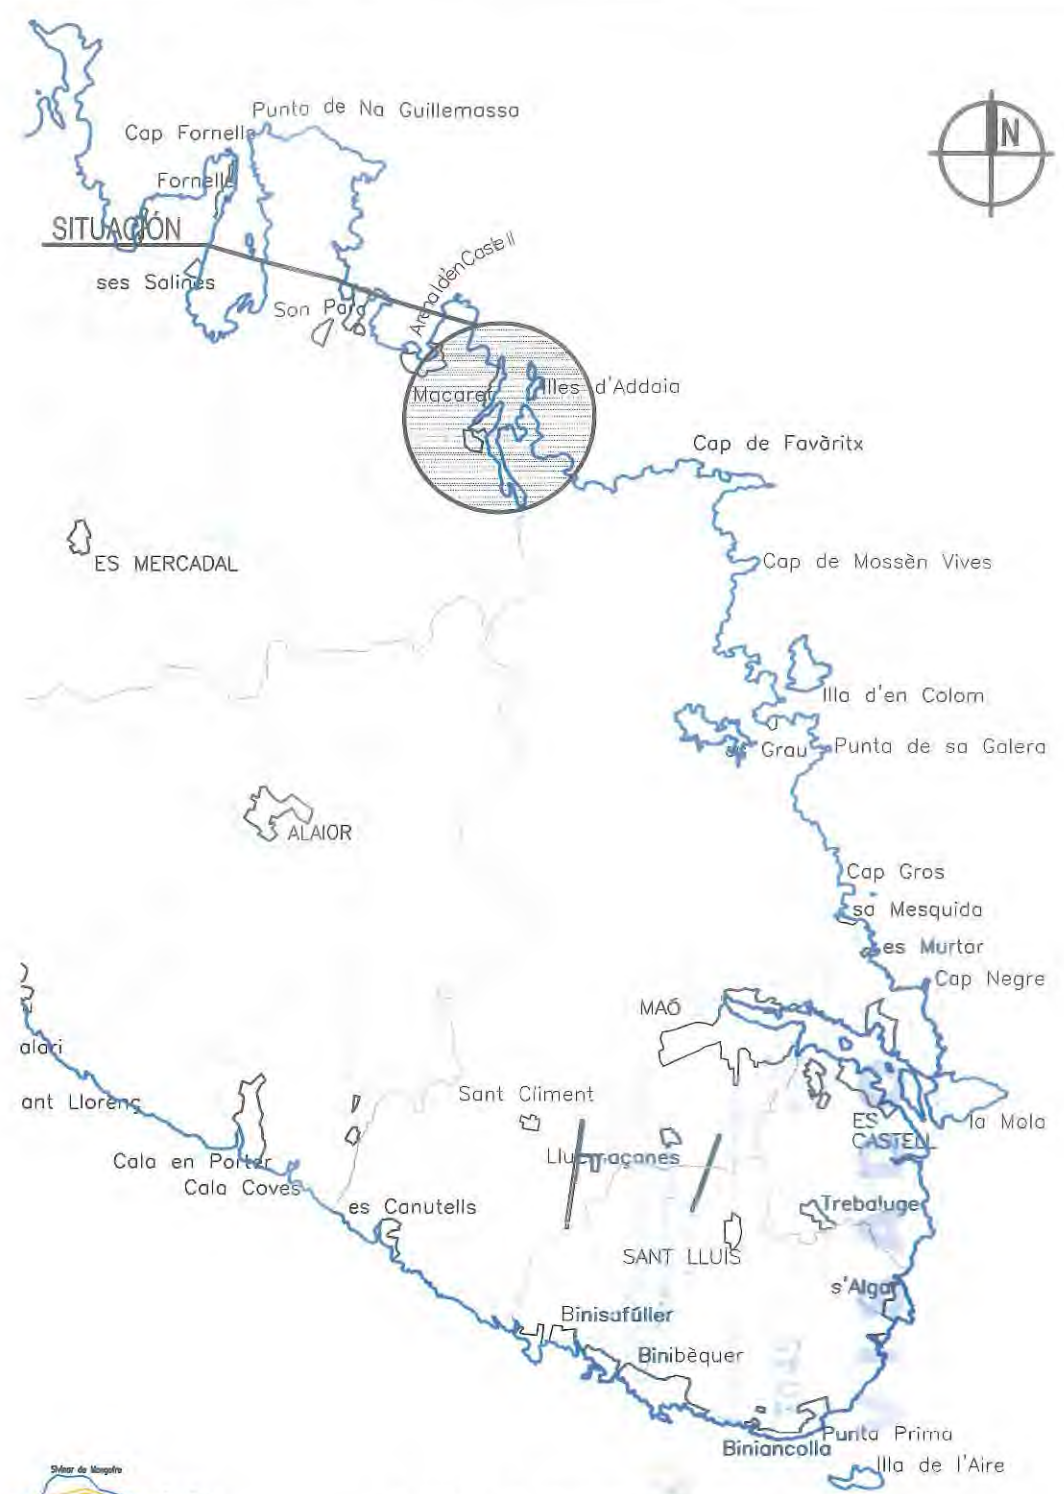 Punta de Na Guillemassa
Cap Fornells
N
Fornells
SITUACIÓN
Arenal d'en Castell
ses Salines
Son Parc
Macaret
Illes d'Addaia
Cap de Favàritx
ES MERCADAL
Cap de Mossèn Vives
Illa d'en Colom
es Grau
Punta de sa Galera
ALAIOR
Cap Gros
sa Mesquida
es Murtar
Cap Negre
MAÓ
alari
ant Llorenç
Sant Climent
ES
CASTELL
la Mola
Cala en Porter
Llucmaçanes
Cala Coves
es Canutells
Trebaluger
SANT LLUIS
s'Algar
Binisafúller
Binibèquer
Punta Prima
Biniancolla
Illa de l'Aire